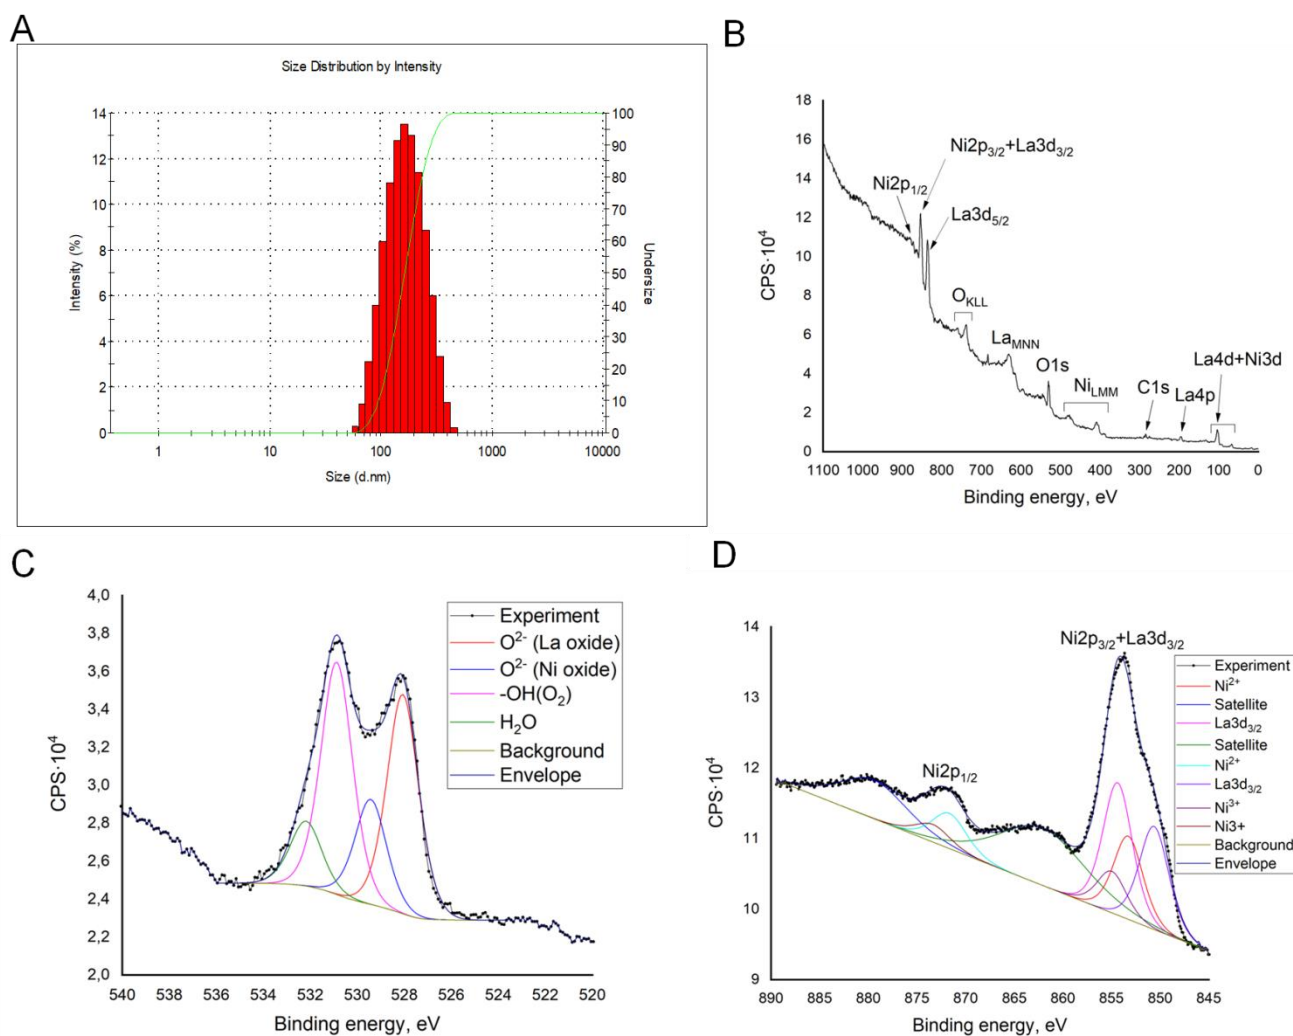 A
Size Distribution by Intensity
14
12
10
8
6
4
2
0
Intensity (%)
100
90
80
70
60
50
40
30
20
10
0
Undersize
1
10
100
1000
10000
Size (d.nm)
B
18
16
14
12
10
8
6
4
2
0
CPS·10⁴
Ni2p₃/₂+La3d₃/₂
Ni2p₁/₂
La3d₅/₂
O_KLL
La_MNN
O1s
Ni_LMM
C1s
La4p
La4d+Ni3d
1100 1000 900 800 700 600 500 400 300 200 100 0
Binding energy, eV
C
4,0
3,8
3,6
3,4
3,2
3,0
2,8
2,6
2,4
2,2
2,0
CPS·10⁴
Experiment
O²⁻ (La oxide)
O²⁻ (Ni oxide)
-OH(O₂)
H₂O
Background
Envelope
540 538 536 534 532 530 528 526 524 522 520
Binding energy, eV
D
14
13
12
11
10
9
CPS·10⁴
Ni2p₃/₂+La3d₃/₂
Ni2p₁/₂
Experiment
Ni²⁺
Satellite
La3d₃/₂
Satellite
Ni²⁺
La3d₃/₂
Ni³⁺
Ni3+
Background
Envelope
890 885 880 875 870 865 860 855 850 845
Binding energy, eV